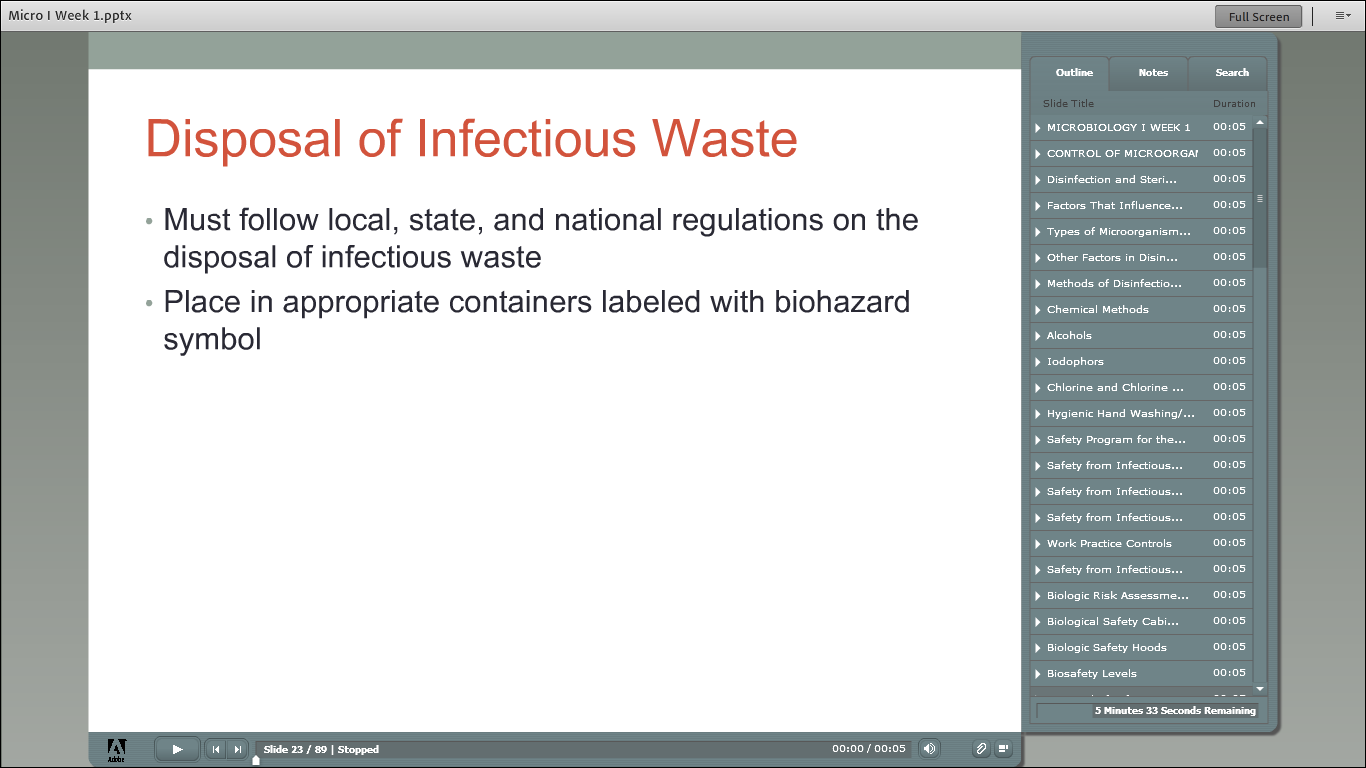 Micro I Week 1.pptx
Full Screen
Disposal of Infectious Waste
• Must follow local, state, and national regulations on the
disposal of infectious waste
• Place in appropriate containers labeled with biohazard
symbol
Outline Notes Search
Slide Title Duration
MICROBIOLOGY I WEEK 1 00:05
CONTROL OF MICROORGAN 00:05
Disinfection and Steri... 00:05
Factors That Influence... 00:05
Types of Microorganism... 00:05
Other Factors in Disin... 00:05
Methods of Disinfectio... 00:05
Chemical Methods 00:05
Alcohols 00:05
Iodophors 00:05
Chlorine and Chlorine ... 00:05
Hygienic Hand Washing/... 00:05
Safety Program for the... 00:05
Safety from Infectious... 00:05
Safety from Infectious... 00:05
Safety from Infectious... 00:05
Work Practice Controls 00:05
Safety from Infectious... 00:05
Biologic Risk Assessme... 00:05
Biological Safety Cabi... 00:05
Biologic Safety Hoods 00:05
Biosafety Levels 00:05
5 Minutes 33 Seconds Remaining
Adobe
Slide 23 / 89 | Stopped
00:00 / 00:05